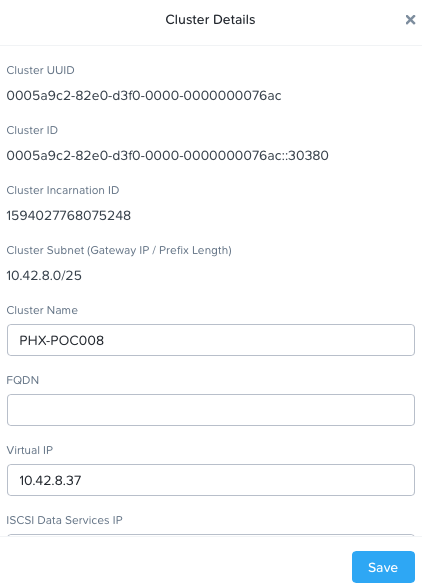 Cluster Details
Cluster UUID
0005a9c2-82e0-d3f0-0000-0000000076ac
Cluster ID
0005a9c2-82e0-d3f0-0000-0000000076ac::30380
Cluster Incarnation ID
1594027768075248
Cluster Subnet (Gateway IP / Prefix Length)
10.42.8.0/25
Cluster Name
PHX-POC008
FQDN
Virtual IP
10.42.8.37
ISCSI Data Services IP
Save